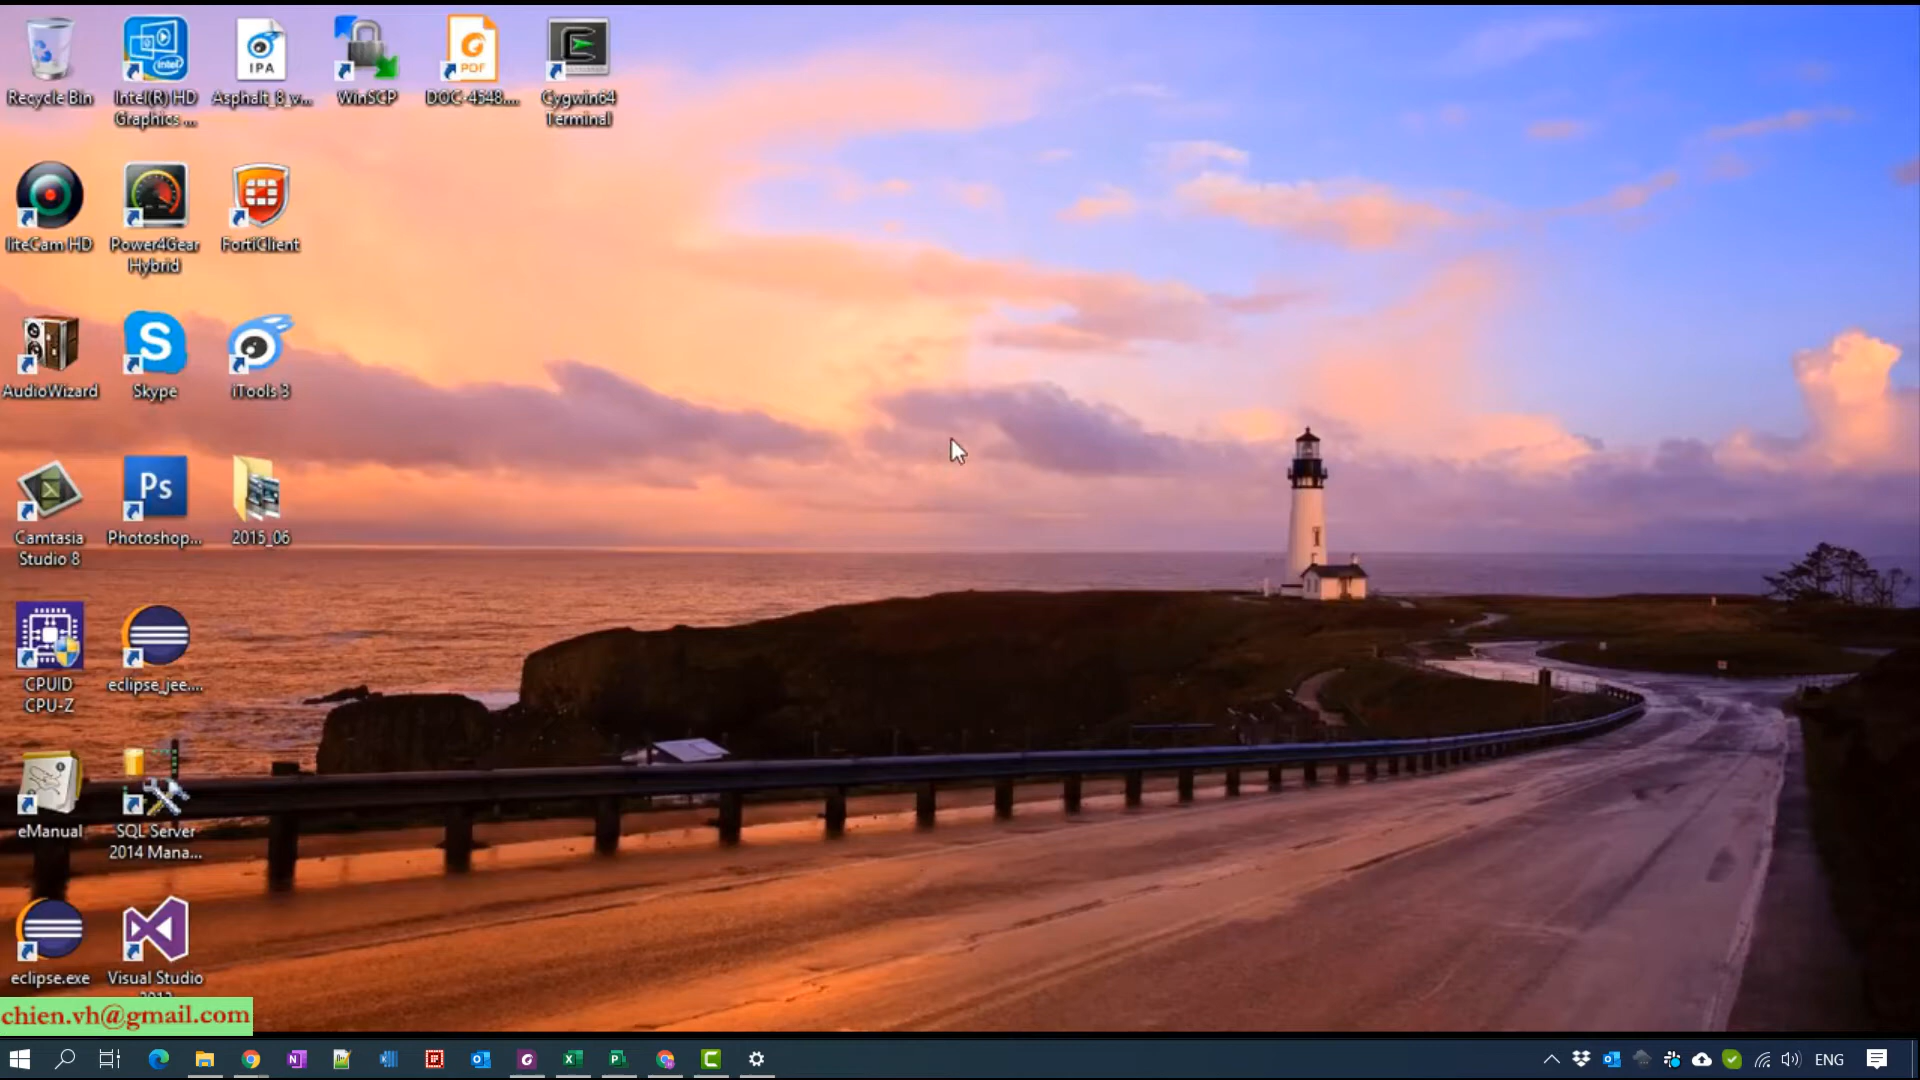 Recycle Bin
Intel(R) HD
Graphics ...
intel
Asphalt_8_v...
IPA
WinSCP
DOC-4548....
PDF
Cygwin64
Terminal
liteCam HD
Power4Gear
Hybrid
FortiClient
AudioWizard
Skype
iTools 3
Camtasia
Studio 8
Ps
Photoshop...
2015_06
CPUID
CPU-Z
eclipse_jee....
eManual
SQL Server
2014 Mana...
eclipse.exe
Visual Studio
chien.vh@gmail.com
ENG